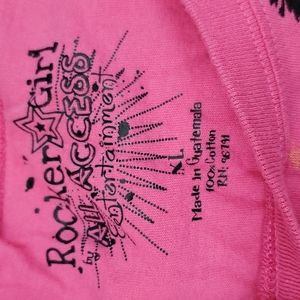 Rocker Girl
by All ACCESS
Entertainment
XL
Made in Guatemala
100% Cotton